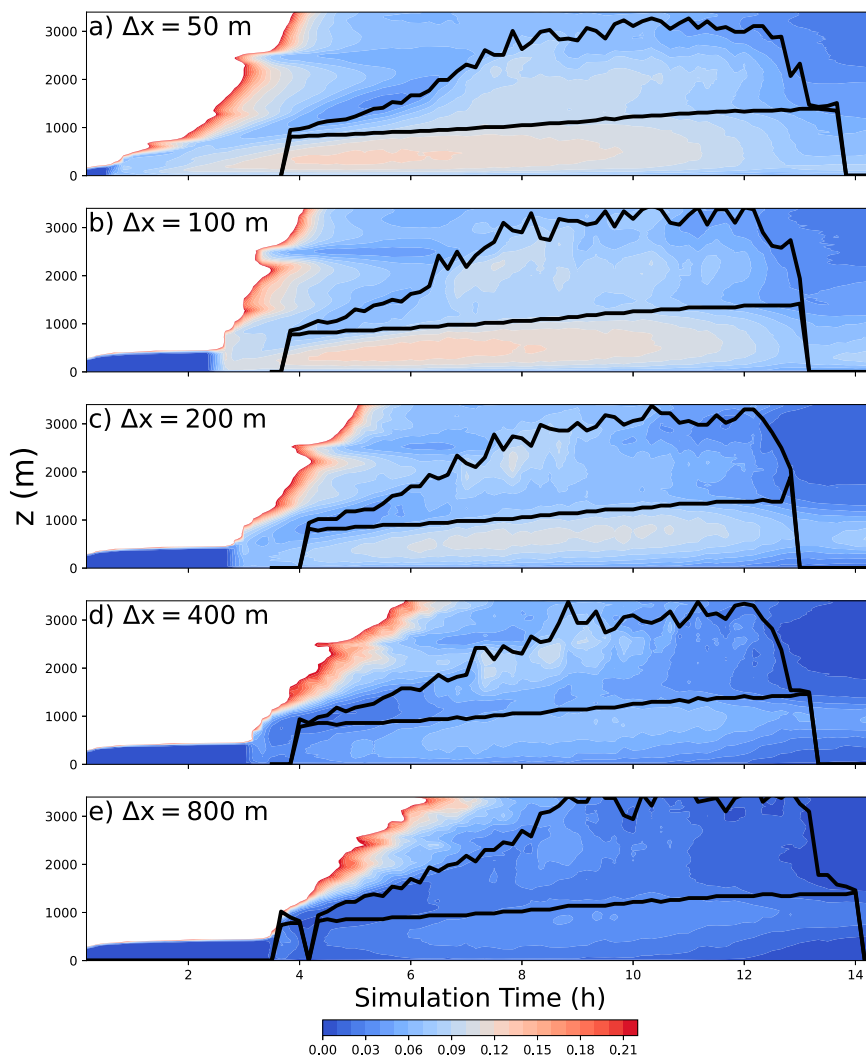 a) Δx = 50 m
3000
2000
1000
0
b) Δx = 100 m
3000
2000
1000
0
c) Δx = 200 m
3000
2000
1000
0
z (m)
d) Δx = 400 m
3000
2000
1000
0
e) Δx = 800 m
3000
2000
1000
0
2 4 6 8 10 12 14
Simulation Time (h)
0.00 0.03 0.06 0.09 0.12 0.15 0.18 0.21